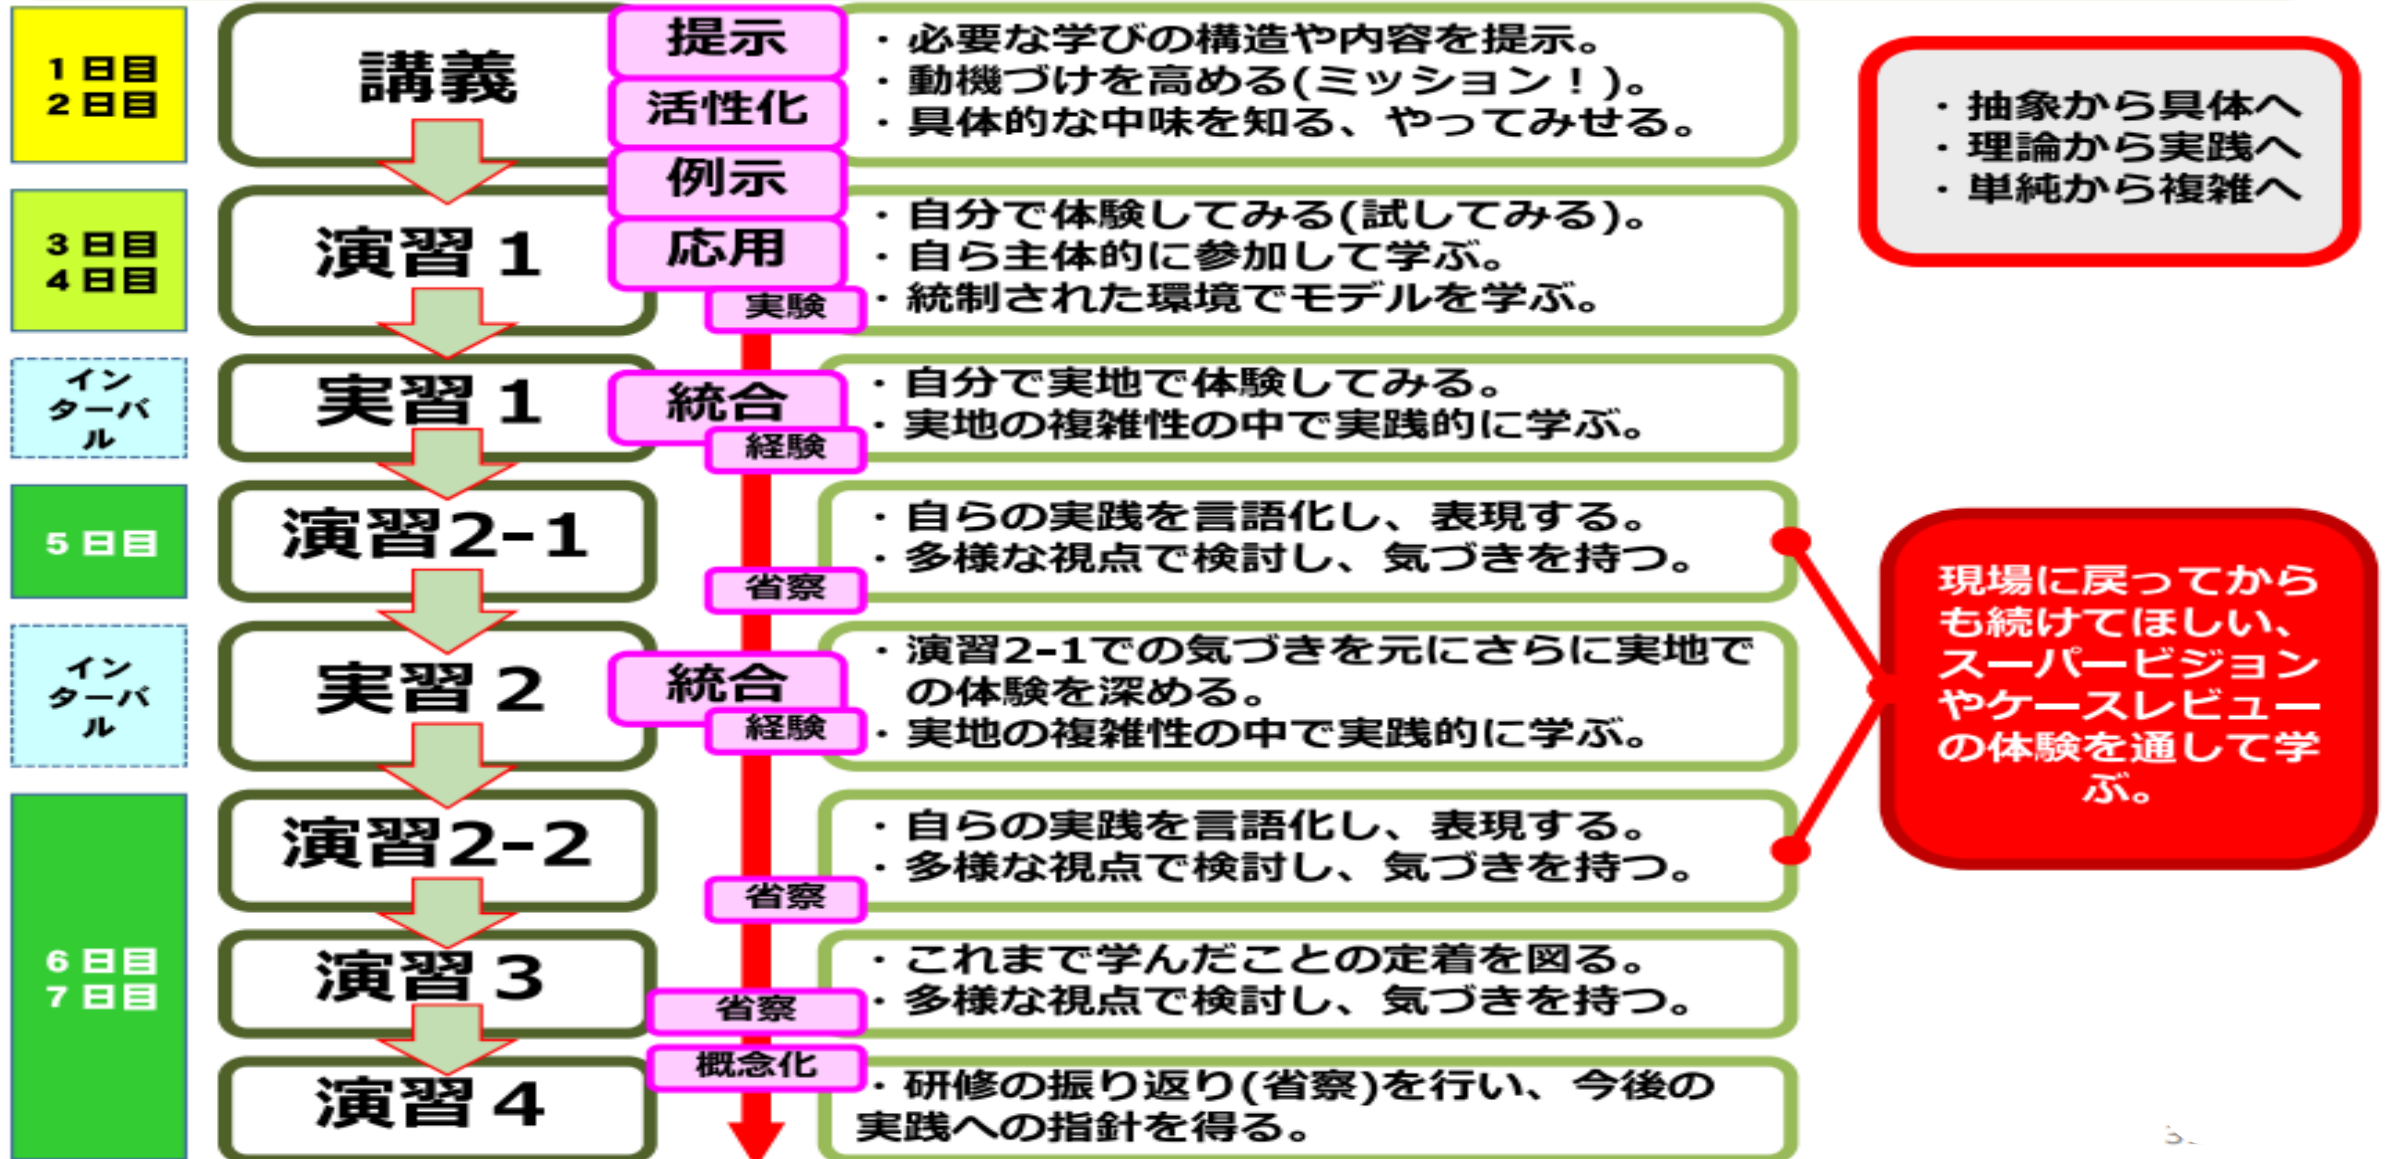 1日目
2日目
講義
提示
活性化
例示
・必要な学びの構造や内容を提示。
・動機づけを高める(ミッション！)。
・具体的な中味を知る、やってみせる。
・抽象から具体へ
・理論から実践へ
・単純から複雑へ
3日目
4日目
演習1
応用
実験
・自分で体験してみる(試してみる)。
・自ら主体的に参加して学ぶ。
・統制された環境でモデルを学ぶ。
イン
ターバ
ル
実習1
統合
経験
・自分で実地で体験してみる。
・実地の複雑性の中で実践的に学ぶ。
5日目
演習2-1
省察
・自らの実践を言語化し、表現する。
・多様な視点で検討し、気づきを持つ。
現場に戻ってから
も続けてほしい、
スーパービジョン
やケースレビュー
の体験を通して学
ぶ。
イン
ターバ
ル
実習2
統合
経験
・演習2-1での気づきを元にさらに実地で
の体験を深める。
・実地の複雑性の中で実践的に学ぶ。
6日目
7日目
演習2-2
省察
・自らの実践を言語化し、表現する。
・多様な視点で検討し、気づきを持つ。
演習3
省察
・これまで学んだことの定着を図る。
・多様な視点で検討し、気づきを持つ。
演習4
概念化
・研修の振り返り(省察)を行い、今後の
実践への指針を得る。